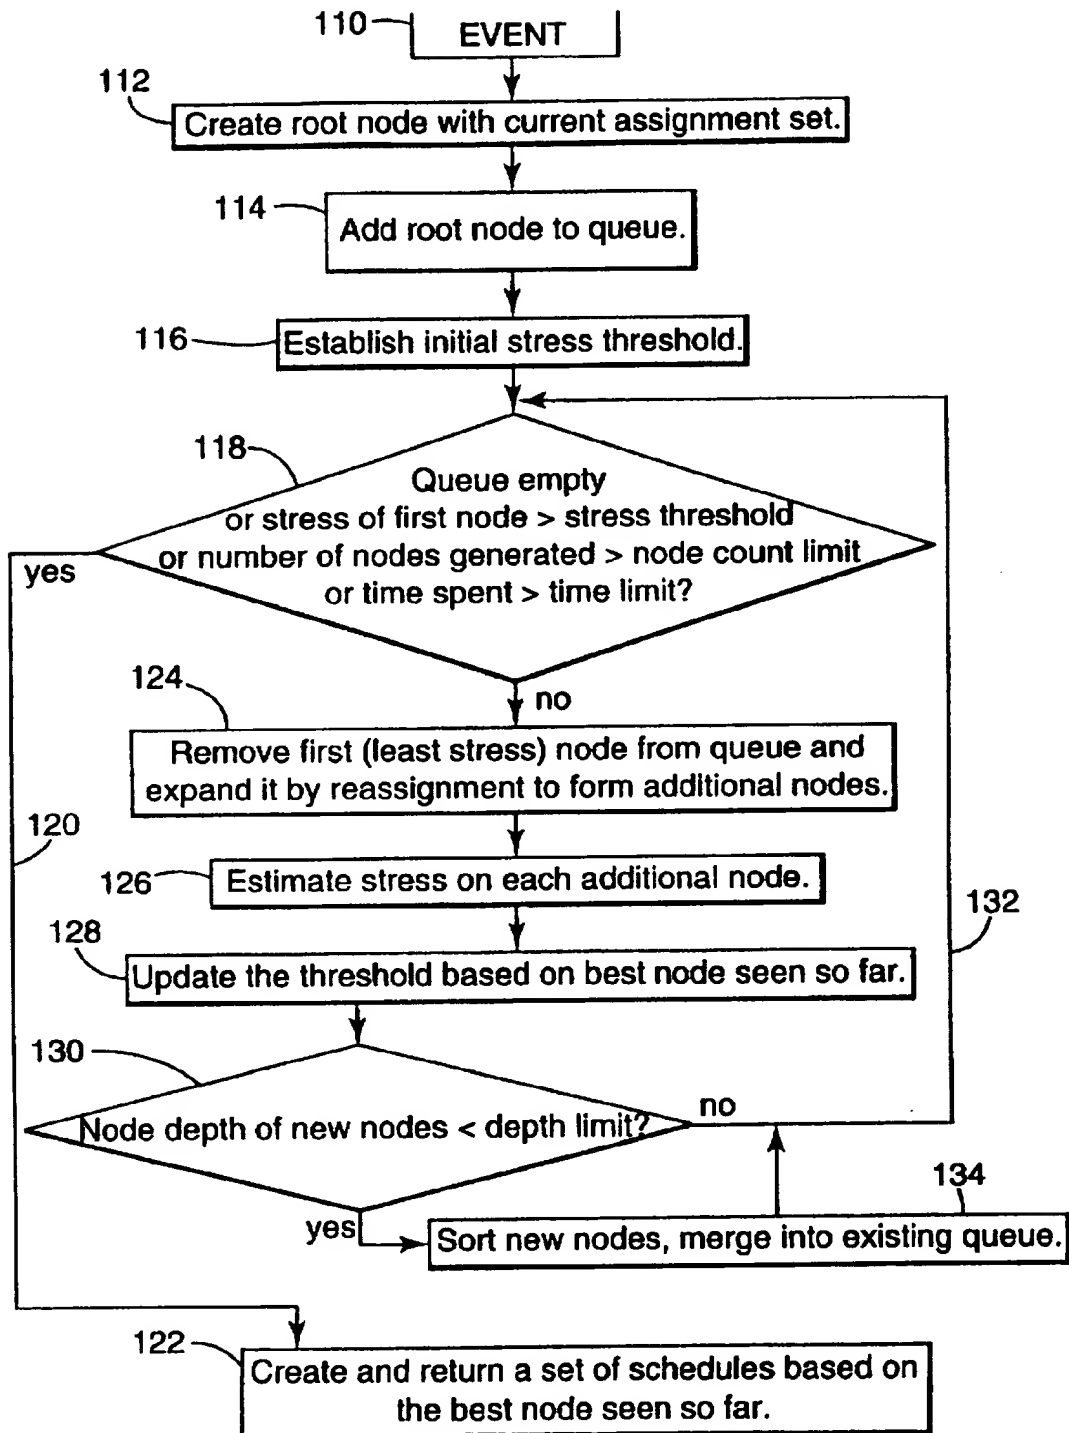 110
EVENT
112
Create root node with current assignment set.
114
Add root node to queue.
116
Establish initial stress threshold.
118
Queue empty
or stress of first node > stress threshold
or number of nodes generated > node count limit
or time spent > time limit?
yes
no
124
Remove first (least stress) node from queue and
expand it by reassignment to form additional nodes.
120
126
Estimate stress on each additional node.
132
128
Update the threshold based on best node seen so far.
130
Node depth of new nodes < depth limit?
no
yes
134
Sort new nodes, merge into existing queue.
122
Create and return a set of schedules based on
the best node seen so far.